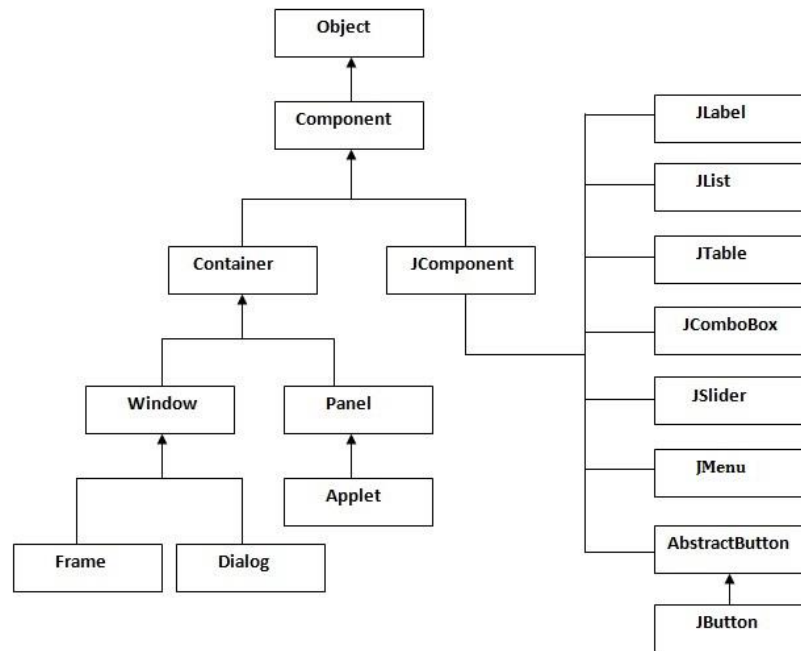 Object
Component
Container
JComponent
Window
Panel
Applet
Frame
Dialog
JLabel
JList
JTable
JComboBox
JSlider
JMenu
AbstractButton
JButton